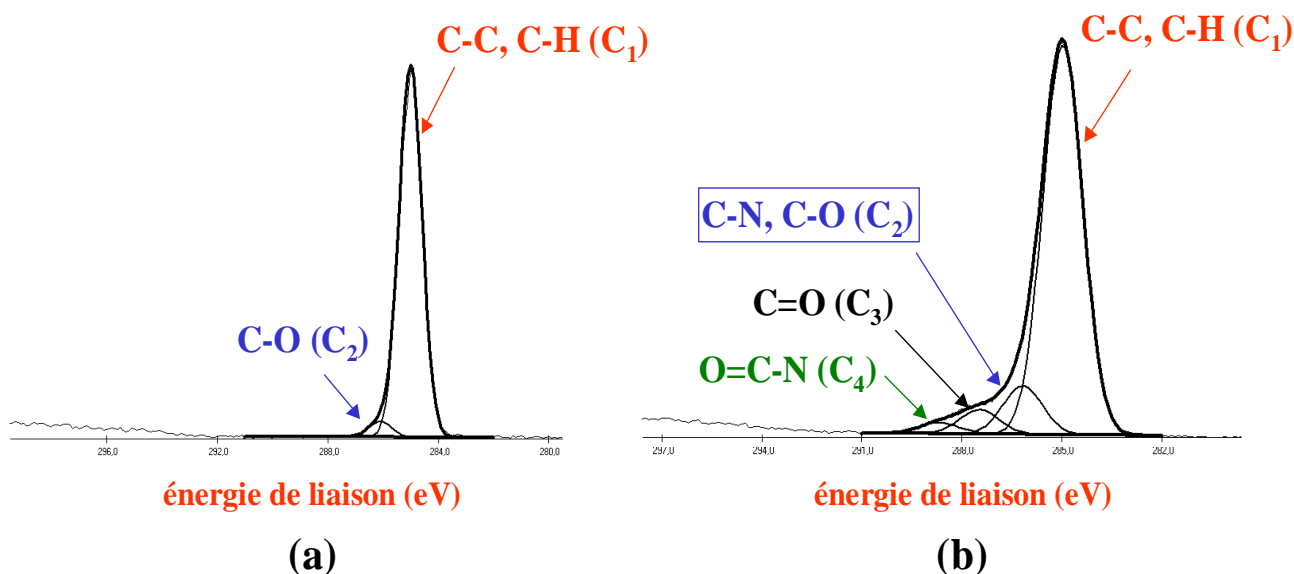 C-C, C-H (C₁)
C-O (C₂)
296,0 292,0 288,0 284,0 280,0
énergie de liaison (eV)
(a)
C-C, C-H (C₁)
C-N, C-O (C₂)
C=O (C₃)
O=C-N (C₄)
297,0 294,0 291,0 288,0 285,0 282,0
énergie de liaison (eV)
(b)